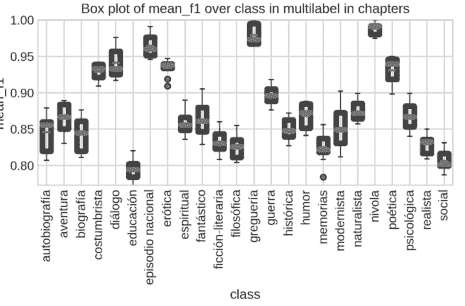 Box plot of mean_f1 over class in multilabel in chapters
1.00
0.95
0.90
0.85
0.80
mean_f1
autobiografía
aventura
biografía
costumbrista
diálogo
educación
episodio nacional
erótica
espiritual
fantástico
ficción-literaria
filosófica
greguería
guerra
histórica
humor
memorias
modernista
naturalista
nivola
poética
psicológica
realista
social
class